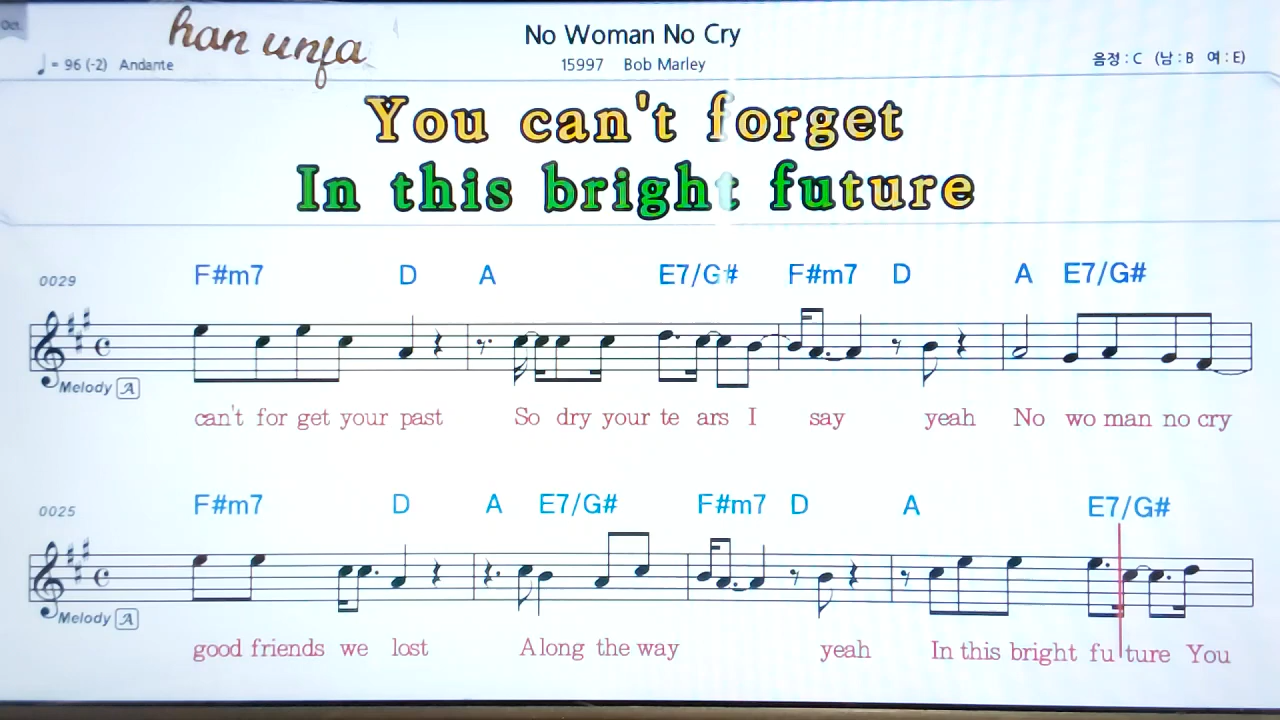 Oct.
han unfa
No Woman No Cry
♩ = 96 (-2) Andante
15997 Bob Marley
음정 : C (남 : B 여 : E)
You can't forget
In this bright future
0029
F#m7 D A E7/G# F#m7 D A E7/G#
Melody A
can't for get your past So dry your te ars I say yeah No wo man no cry
0025
F#m7 D A E7/G# F#m7 D A E7/G#
Melody A
good friends we lost Along the way yeah In this bright fu ture You